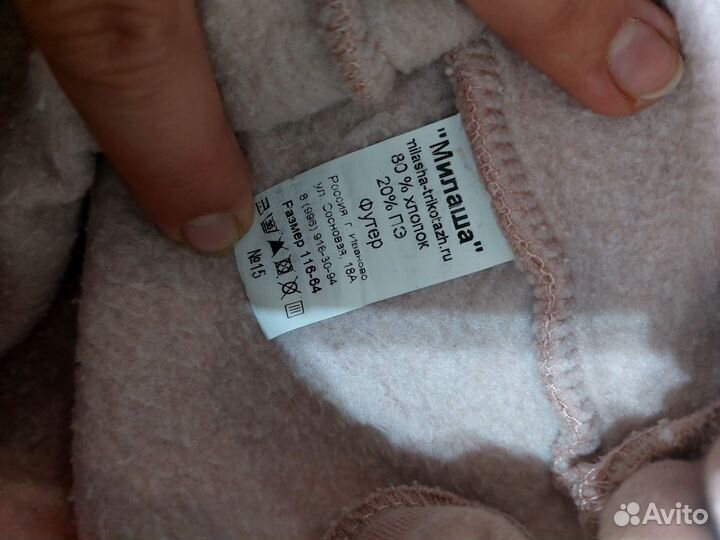 "Милаша"
milasha-trikotazh.ru
80 % хлопок
20% ПЭ
Футер
Россия, г. Иваново
ул. Сосновая, 18А
8 (996) 916-30-94
Размер 116-64
№15
Avito